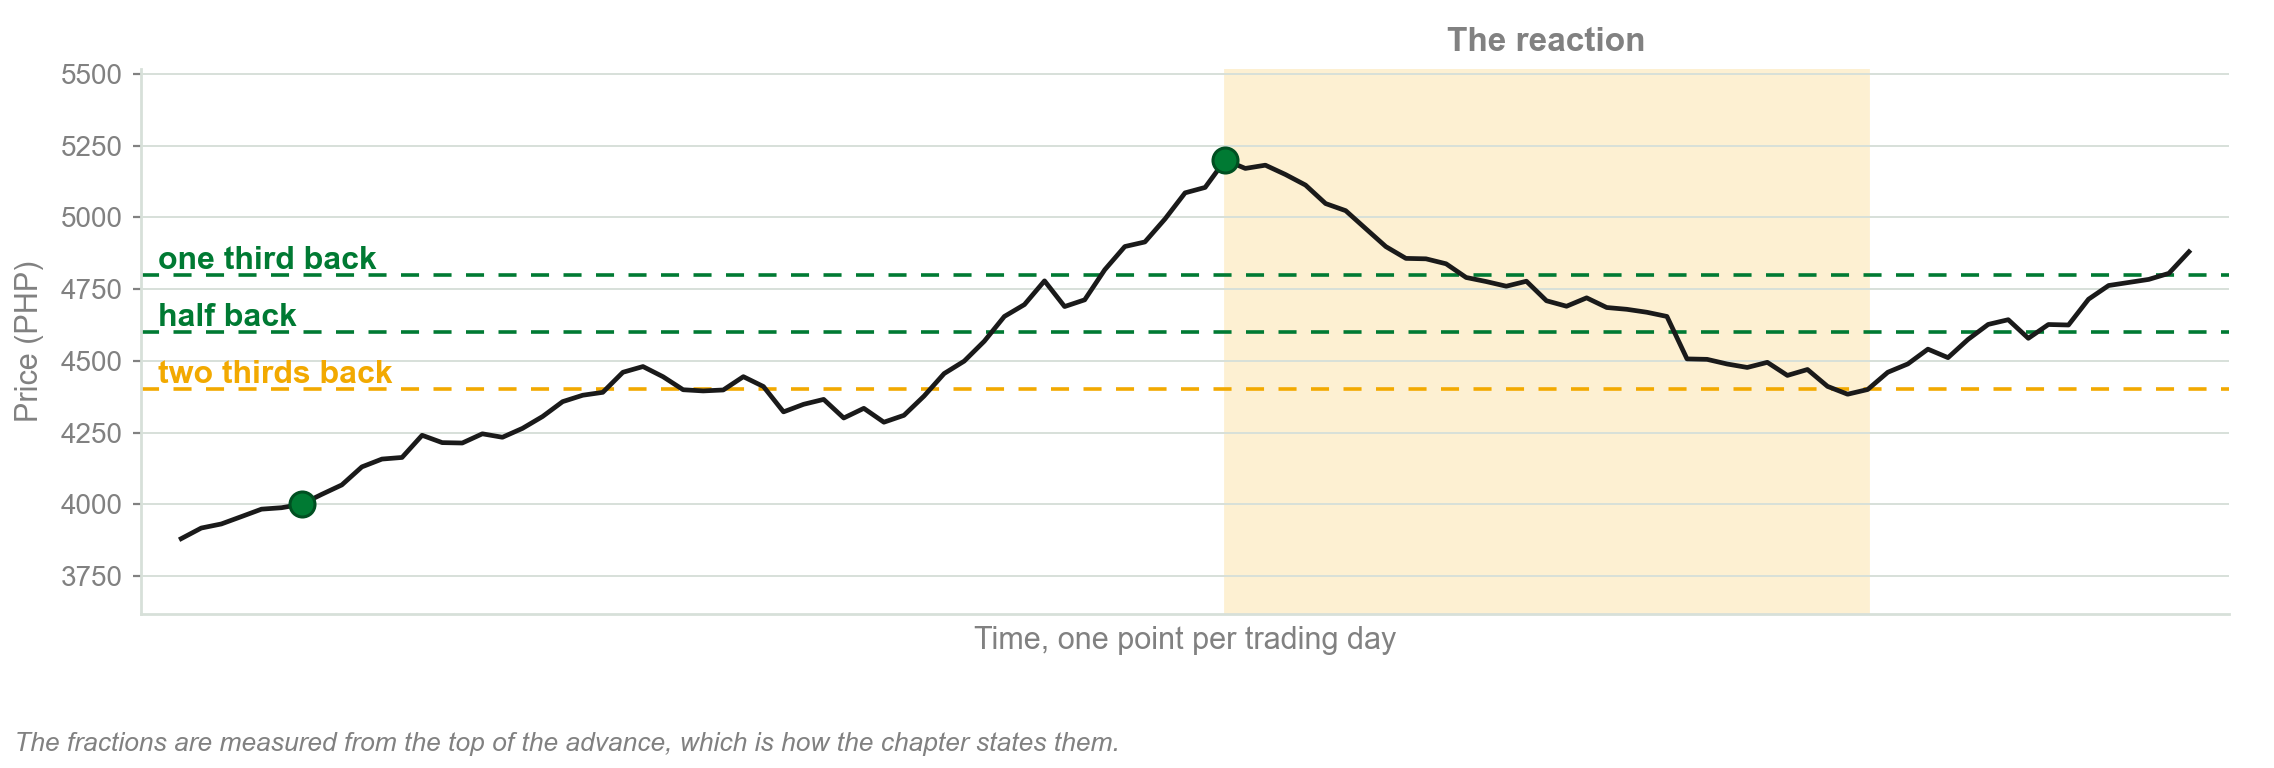 The reaction
5500
5250
5000
4750
4500
4250
4000
3750
Price (PHP)
one third back
half back
two thirds back
Time, one point per trading day
The fractions are measured from the top of the advance, which is how the chapter states them.